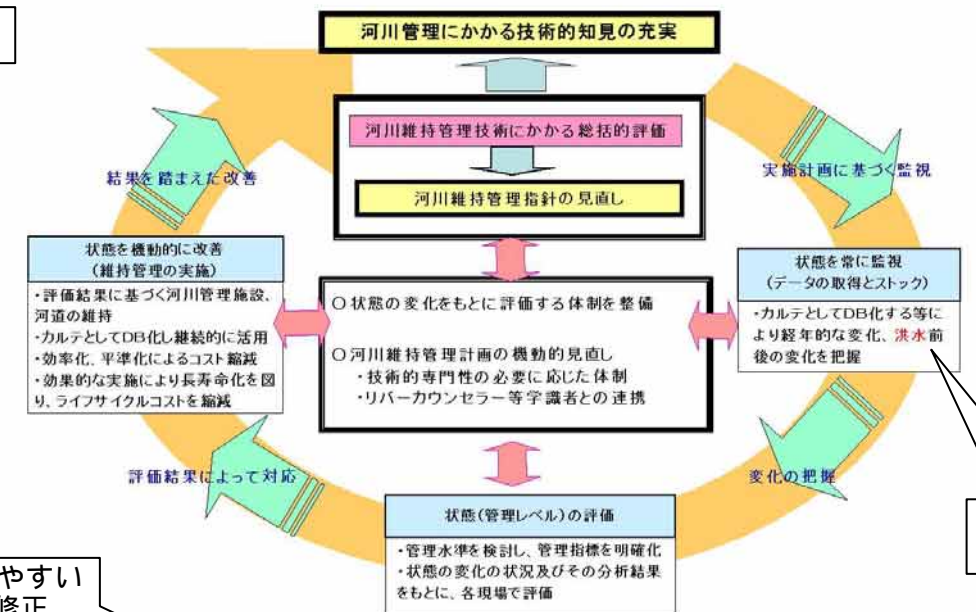 河川管理にかかる技術的知見の充実
河川維持管理技術にかかる総括的評価
河川維持管理指針の見直し
結果を踏まえた改善
実施計画に基づく監視
状態を機動的に改善
(維持管理の実施)
・評価結果に基づく河川管理施設、
河道の維持
・カルテとしてDB化し継続的に活用
・効率化、平準化によるコスト縮減
・効果的な実施により長寿命化を図
り、ライフサイクルコストを縮減
○状態の変化をもとに評価する体制を整備
○河川維持管理計画の機動的見直し
・技術的専門性の必要に応じた体制
・リバーカウンセラー等学識者との連携
状態を常に監視
(データの取得とストック)
・カルテとしてDB化する等に
より経年的な変化、洪水前
後の変化を把握
評価結果によって対応
変化の把握
状態(管理レベル)の評価
・管理水準を検討し、管理指標を明確化
・状態の変化の状況及びその分析結果
をもとに、各現場で評価
やすい
修正